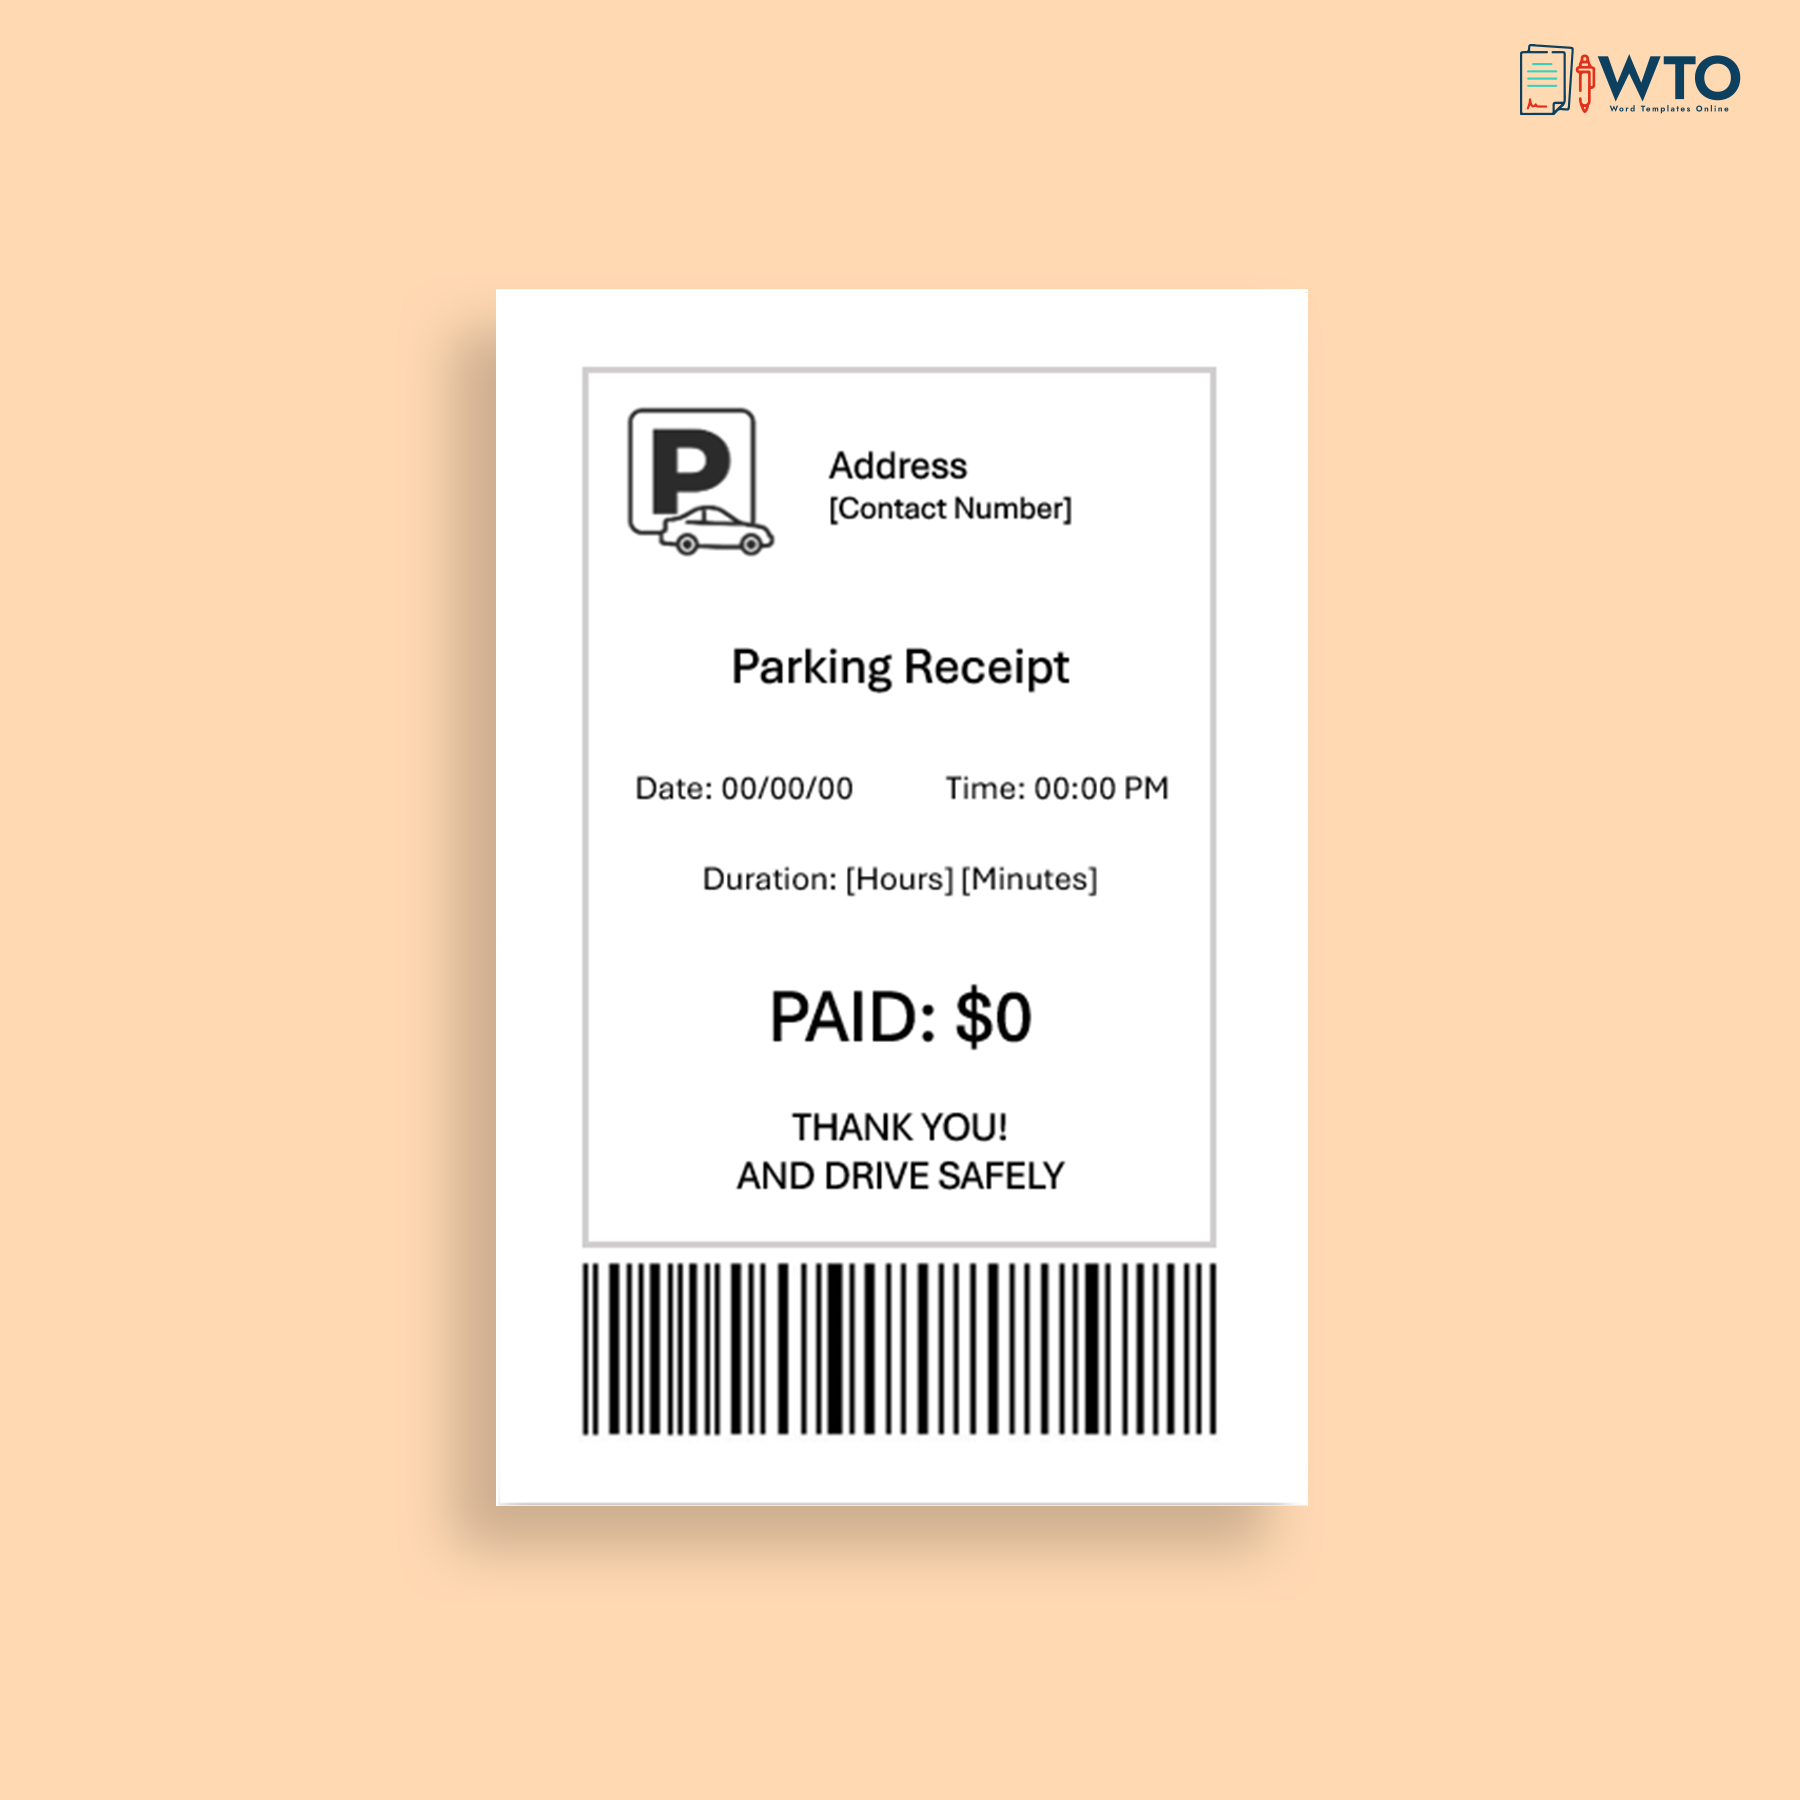 WTO
Word Templates Online
P
Address
[Contact Number]
Parking Receipt
Date: 00/00/00 Time: 00:00 PM
Duration: [Hours] [Minutes]
PAID: $0
THANK YOU!
AND DRIVE SAFELY